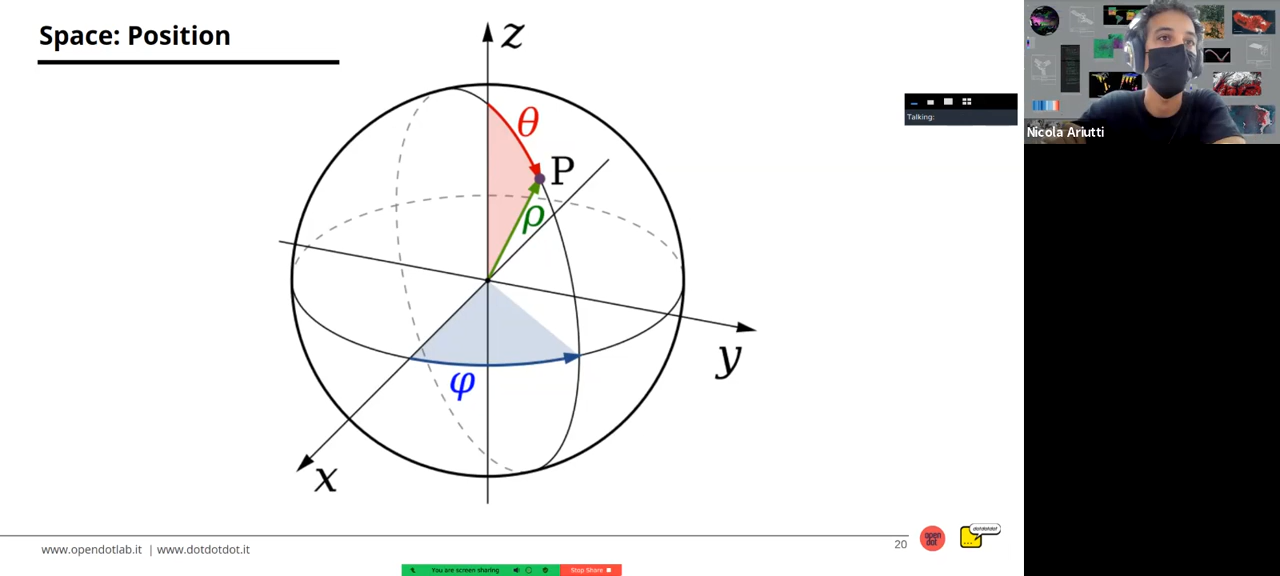 Space: Position
z
θ
P
ρ
y
φ
x
www.opendotlab.it | www.dotdotdot.it
20
open
dot
dotdotdot
...
Talking:
Nicola Ariutti
You are screen sharing
Stop Share